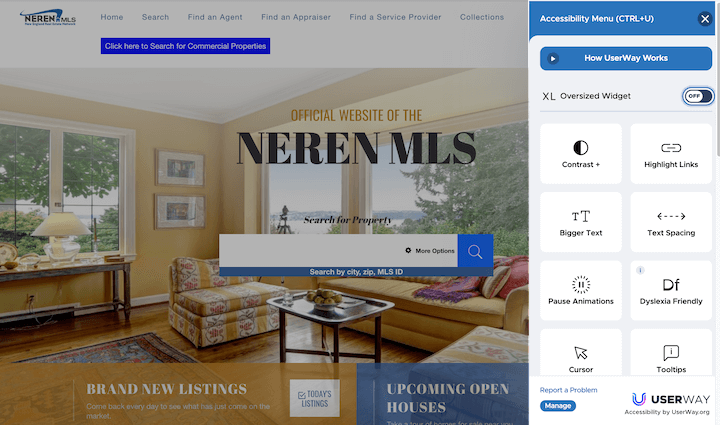 NEREN MLS
New England Real Estate Network
Home Search Find an Agent Find an Appraiser Find a Service Provider Collections
Click here to Search for Commercial Properties
OFFICIAL WEBSITE OF THE
NEREN MLS
Search for Property
More Options
Search by city, zip, MLS ID
BRAND NEW LISTINGS
Come back every day to see what has just come on the
market.
TODAY'S
LISTINGS
UPCOMING OPEN
HOUSES
Take a tour of homes for sale near you
Accessibility Menu (CTRL+U)
How UserWay Works
XL Oversized Widget
OFF
Contrast +
Highlight Links
Bigger Text
Text Spacing
Pause Animations
Df
Dyslexia Friendly
Cursor
Tooltips
Report a Problem
Manage
USERWAY
Accessibility by UserWay.org